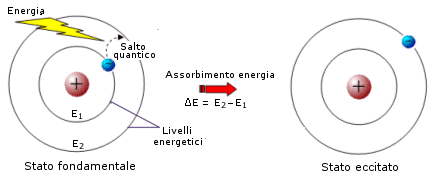 Energia
Salto
quantico
−
+
E₁
E₂
Livelli
energetici
Stato fondamentale
Assorbimento energia
ΔE = E₂−E₁
−
+
Stato eccitato